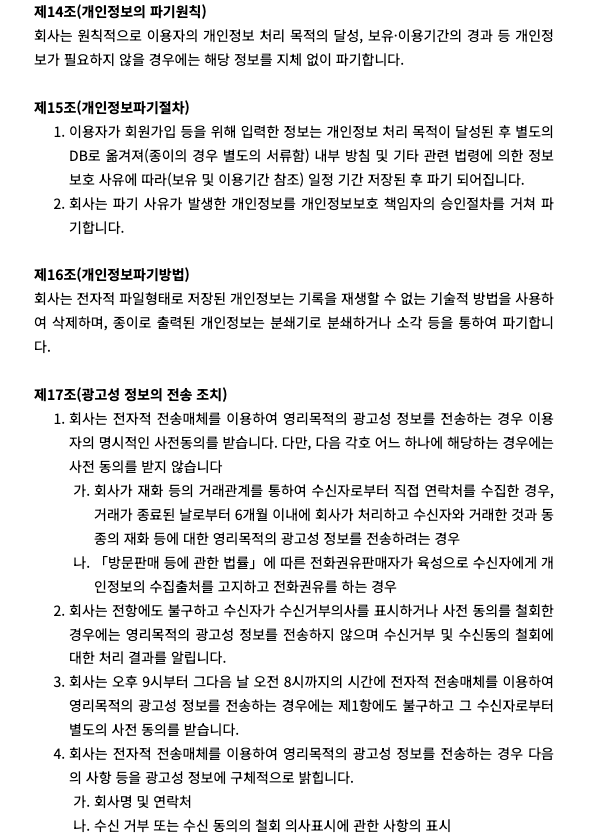 제14조(개인정보의 파기원칙)
회사는 원칙적으로 이용자의 개인정보 처리 목적의 달성, 보유·이용기간의 경과 등 개인정
보가 필요하지 않을 경우에는 해당 정보를 지체 없이 파기합니다.
제15조(개인정보파기절차)
1. 이용자가 회원가입 등을 위해 입력한 정보는 개인정보 처리 목적이 달성된 후 별도의
DB로 옮겨져(종이의 경우 별도의 서류함) 내부 방침 및 기타 관련 법령에 의한 정보
보호 사유에 따라(보유 및 이용기간 참조) 일정 기간 저장된 후 파기 되어집니다.
2. 회사는 파기 사유가 발생한 개인정보를 개인정보보호 책임자의 승인절차를 거쳐 파
기합니다.
제16조(개인정보파기방법)
회사는 전자적 파일형태로 저장된 개인정보는 기록을 재생할 수 없는 기술적 방법을 사용하
여 삭제하며, 종이로 출력된 개인정보는 분쇄기로 분쇄하거나 소각 등을 통하여 파기합니
다.
제17조(광고성 정보의 전송 조치)
1. 회사는 전자적 전송매체를 이용하여 영리목적의 광고성 정보를 전송하는 경우 이용
자의 명시적인 사전동의를 받습니다. 다만, 다음 각호 어느 하나에 해당하는 경우에는
사전 동의를 받지 않습니다
가. 회사가 재화 등의 거래관계를 통하여 수신자로부터 직접 연락처를 수집한 경우,
거래가 종료된 날로부터 6개월 이내에 회사가 처리하고 수신자와 거래한 것과 동
종의 재화 등에 대한 영리목적의 광고성 정보를 전송하려는 경우
나. 「방문판매 등에 관한 법률」에 따른 전화권유판매자가 육성으로 수신자에게 개
인정보의 수집출처를 고지하고 전화권유를 하는 경우
2. 회사는 전항에도 불구하고 수신자가 수신거부의사를 표시하거나 사전 동의를 철회한
경우에는 영리목적의 광고성 정보를 전송하지 않으며 수신거부 및 수신동의 철회에
대한 처리 결과를 알립니다.
3. 회사는 오후 9시부터 그다음 날 오전 8시까지의 시간에 전자적 전송매체를 이용하여
영리목적의 광고성 정보를 전송하는 경우에는 제1항에도 불구하고 그 수신자로부터
별도의 사전 동의를 받습니다.
4. 회사는 전자적 전송매체를 이용하여 영리목적의 광고성 정보를 전송하는 경우 다음
의 사항 등을 광고성 정보에 구체적으로 밝힙니다.
가. 회사명 및 연락처
나. 수신 거부 또는 수신 동의의 철회 의사표시에 관한 사항의 표시